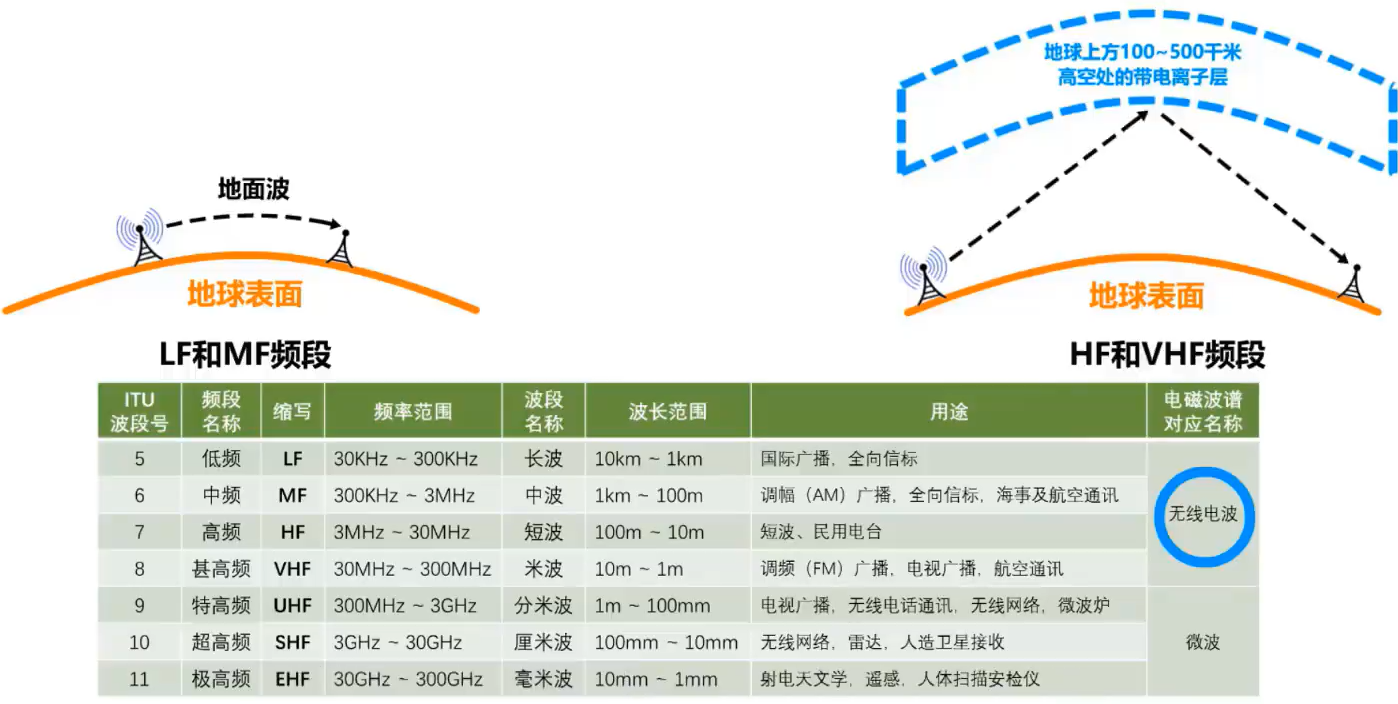 地球上方100~500千米
高空处的带电离子层
地面波
地球表面
地球表面
LF和MF频段
HF和VHF频段
ITU波段号 频段名称 缩写 频率范围 波段名称 波长范围 用途 电磁波谱对应名称
5 低频 LF 30KHz ~ 300KHz 长波 10km ~ 1km 国际广播，全向信标
6 中频 MF 300KHz ~ 3MHz 中波 1km ~ 100m 调幅（AM）广播，全向信标，海事及航空通讯
无线电波
7 高频 HF 3MHz ~ 30MHz 短波 100m ~ 10m 短波、民用电台
8 甚高频 VHF 30MHz ~ 300MHz 米波 10m ~ 1m 调频（FM）广播，电视广播，航空通讯
9 特高频 UHF 300MHz ~ 3GHz 分米波 1m ~ 100mm 电视广播，无线电话通讯，无线网络，微波炉
10 超高频 SHF 3GHz ~ 30GHz 厘米波 100mm ~ 10mm 无线网络，雷达，人造卫星接收
微波
11 极高频 EHF 30GHz ~ 300GHz 毫米波 10mm ~ 1mm 射电天文学，遥感，人体扫描安检仪